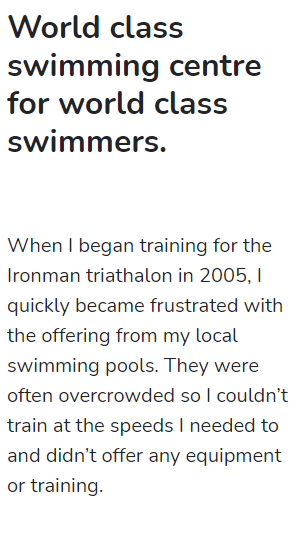 World class
swimming centre
for world class
swimmers.
When I began training for the
Ironman triathalon in 2005, I
quickly became frustrated with
the offering from my local
swimming pools. They were
often overcrowded so I couldn’t
train at the speeds I needed to
and didn’t offer any equipment
or training.